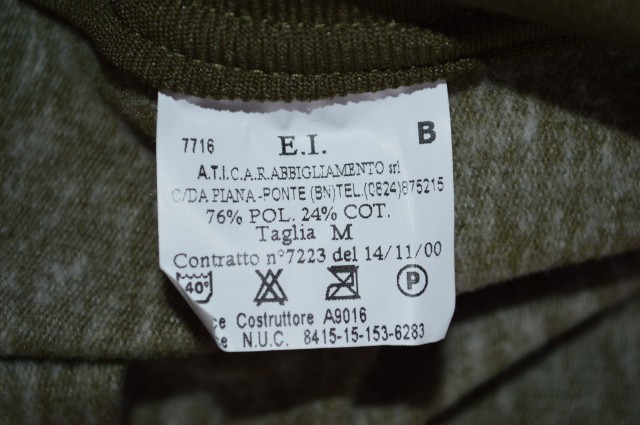 7716 E.I. B
A.T.I.C.A.R.ABBIGLIAMENTO srl
C/DA PIANA-PONTE (BN)TEL.(0824)875215
76% POL. 24% COT.
Taglia M
Contratto n°7223 del 14/11/00
40° P
Costruttore A9016
N.U.C. 8415-15-153-6283